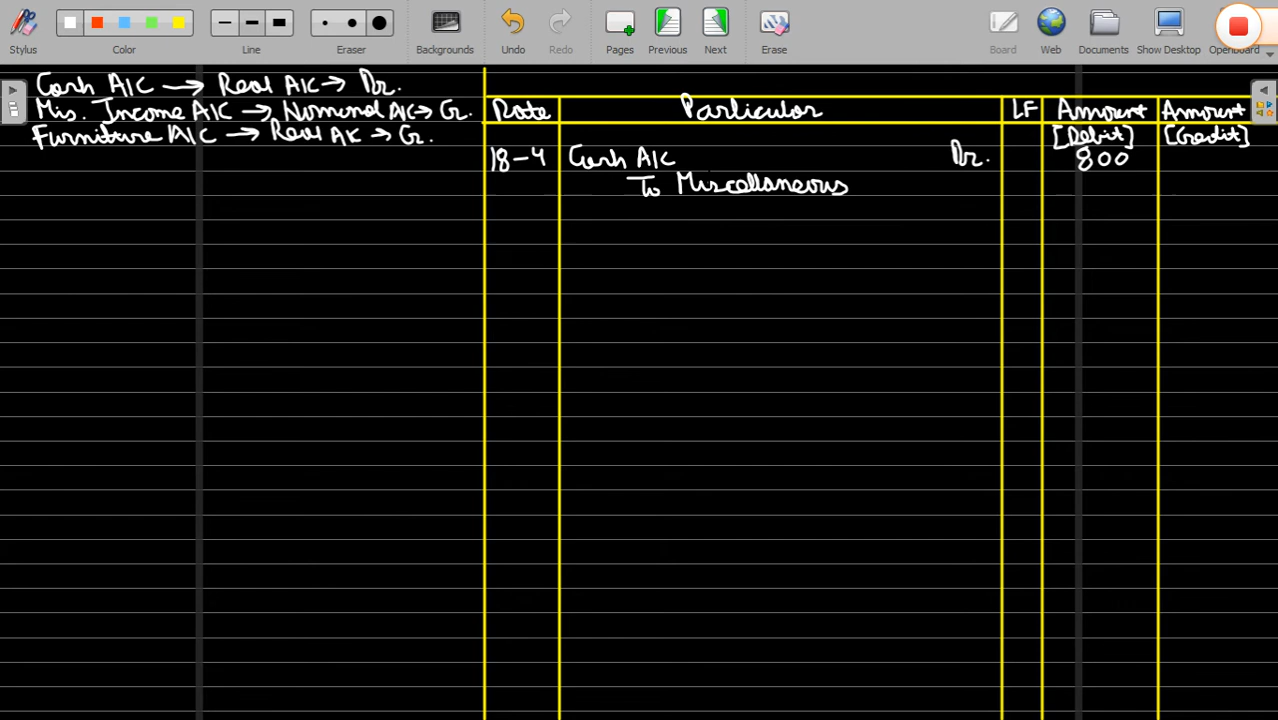 Stylus
Color
Line
Eraser
Backgrounds
Undo
Redo
Pages
Previous
Next
Erase
Board
Web
Documents
Show Desktop
OpenBoard
Cash A/C → Real A/C → Dr.
Mis. Income A/C → Nominal A/C → Cr.
Furniture A/C → Real A/C → Cr.
Date Particular LF Amount [Debit] Amount [Credit]
18-4 Cash A/C Dr. 800
To Miscellaneous